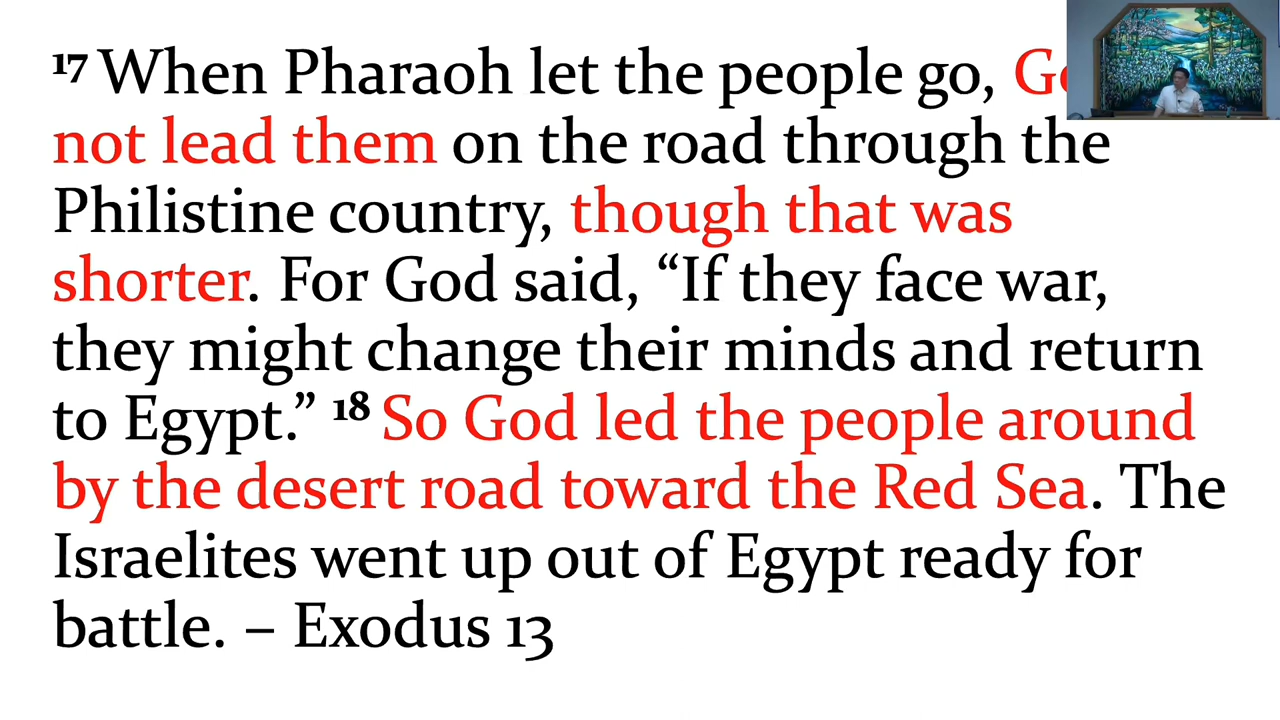 17 When Pharaoh let the people go,
not lead them on the road through the
Philistine country, though that was
shorter. For God said, “If they face war,
they might change their minds and return
to Egypt.” 18 So God led the people around
by the desert road toward the Red Sea. The
Israelites went up out of Egypt ready for
battle. – Exodus 13